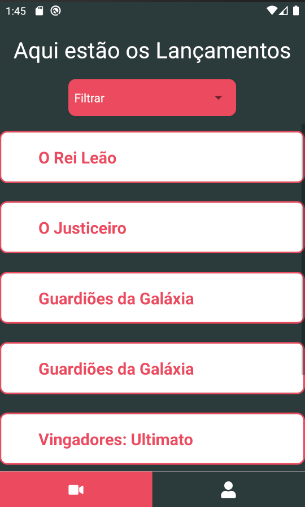 1:45
Aqui estão os Lançamentos
Filtrar
O Rei Leão
O Justiceiro
Guardiões da Galáxia
Guardiões da Galáxia
Vingadores: Ultimato